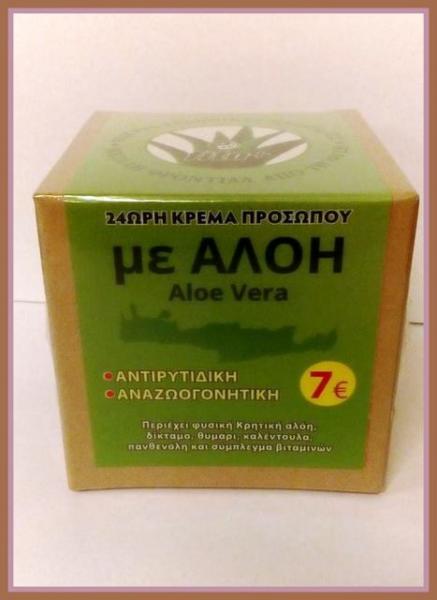 24ΩΡΗ ΚΡΕΜΑ ΠΡΟΣΩΠΟΥ
με ΑΛΟΗ
Aloe Vera
ΑΝΤΙΡΥΤΙΔΙΚΗ
ΑΝΑΖΩΟΓΟΝΗΤΙΚΗ
7€
Περιέχει φυσική Κρητική αλόη,
δίκταμο, θυμάρι, καλέντουλα,
πανθενόλη και σύμπλεγμα βιταμινών